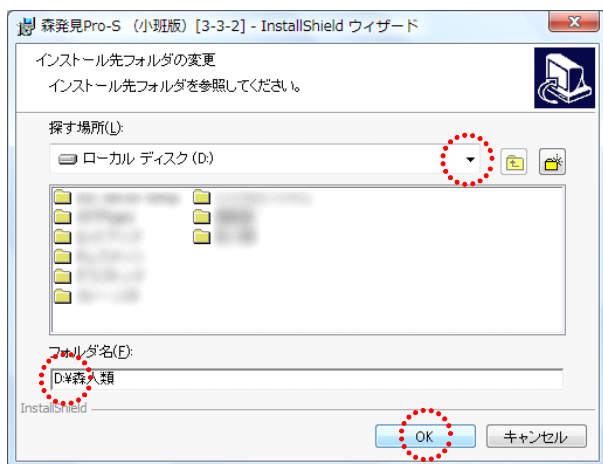 森発見Pro-S （小班版） [3-3-2] - InstallShield ウィザード
インストール先フォルダの変更
インストール先フォルダを参照してください。
探す場所(L):
ローカル ディスク (D:)
フォルダ名(F):
D:¥森人類
InstallShield
OK キャンセル